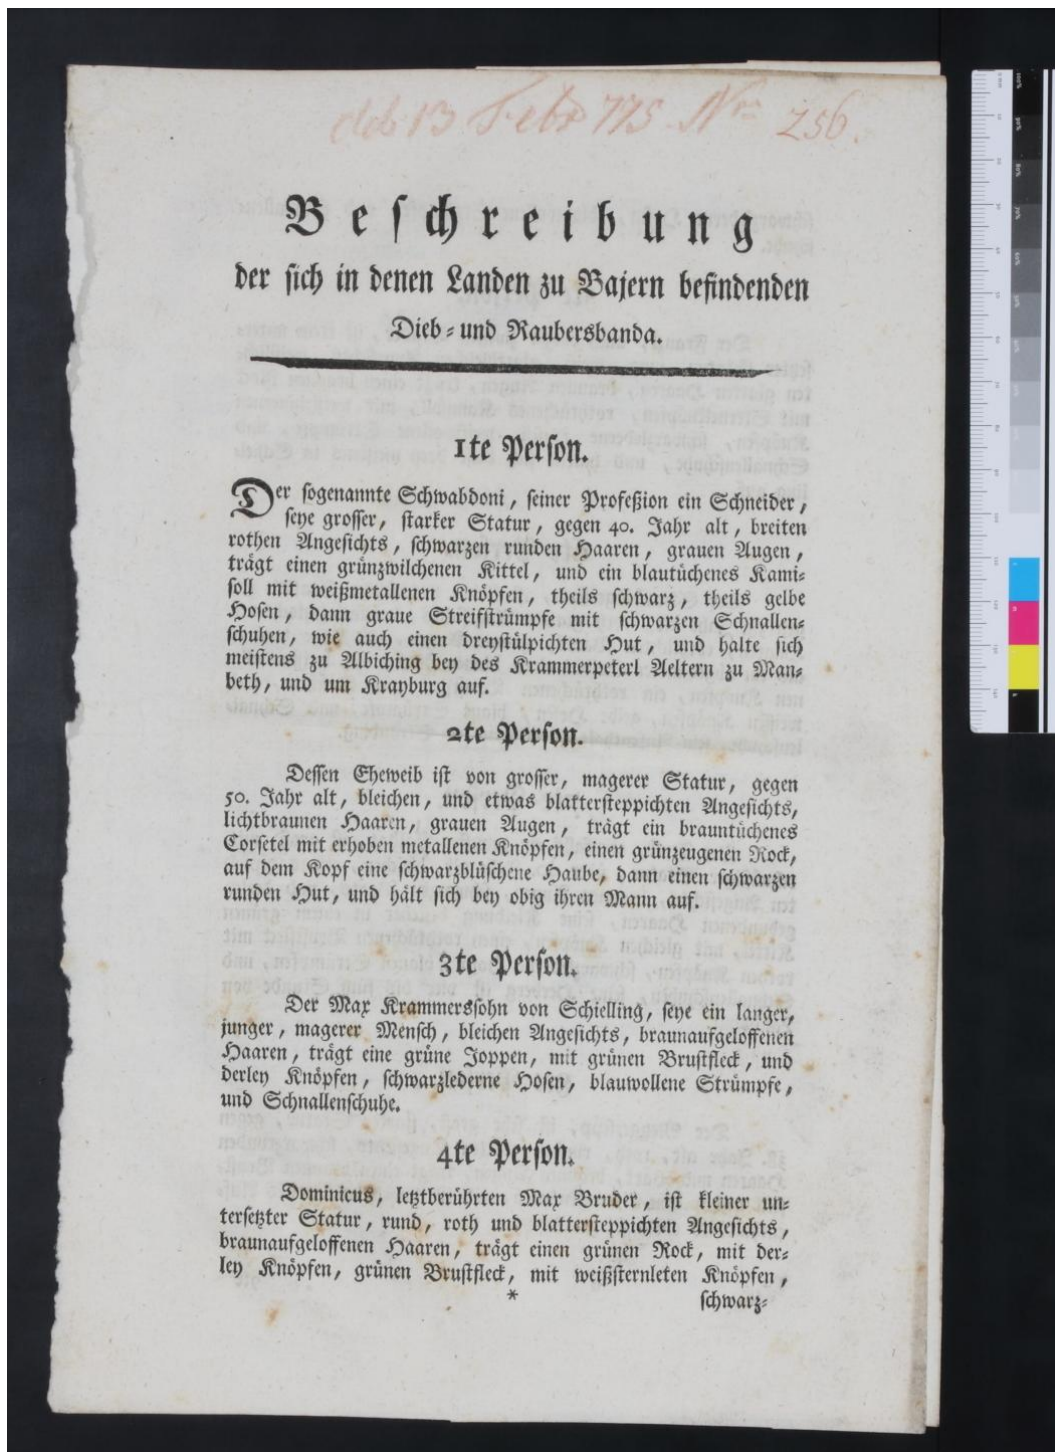 13 Febr 775 Nro 256.
Beſchreibung
der ſich in denen Landen zu Bajern befindenden
Dieb- und Raubersbanda.
1te Perſon.
Der ſogenannte Schwabdoni, ſeiner Profeßion ein Schneider,
ſeye groſſer, ſtarker Statur, gegen 40. Jahr alt, breiten
rothen Angeſichts, ſchwarzen runden Haaren, grauen Augen,
trägt einen grünzwilchenen Kittel, und ein blautüchenes Kami-
ſoll mit weißmetallenen Knöpfen, theils ſchwarz, theils gelbe
Hoſen, dann graue Streifſtrümpfe mit ſchwarzen Schnallen-
ſchuhen, wie auch einen dreyſtülpichten Hut, und halte ſich
meiſtens zu Albiching bey des Krammerpeterl Aeltern zu Man-
beth, und um Krayburg auf.
2te Perſon.
Deſſen Eheweib iſt von groſſer, magerer Statur, gegen
50. Jahr alt, bleichen, und etwas blatterſteppichten Angeſichts,
lichtbraunen Haaren, grauen Augen, trägt ein brauntüchenes
Corſetel mit erhoben metallenen Knöpfen, einen grünzeugenen Rock,
auf dem Kopf eine ſchwarzblüſchene Haube, dann einen ſchwarzen
runden Hut, und hält ſich bey obig ihren Mann auf.
3te Perſon.
Der Max Krammersſohn von Schielling, ſeye ein langer,
junger, magerer Menſch, bleichen Angeſichts, braunaufgeloffenen
Haaren, trägt eine grüne Joppen, mit grünen Bruſtfleck, und
derley Knöpfen, ſchwarzlederne Hoſen, blauwollene Strümpfe,
und Schnallenſchuhe.
4te Perſon.
Dominicus, letztberührten Max Bruder, iſt kleiner un-
terſetzter Statur, rund, roth und blatterſteppichten Angeſichts,
braunaufgeloffenen Haaren, trägt einen grünen Rock, mit der-
ley Knöpfen, grünen Bruſtfleck, mit weißſternleten Knöpfen,
* ſchwarz-